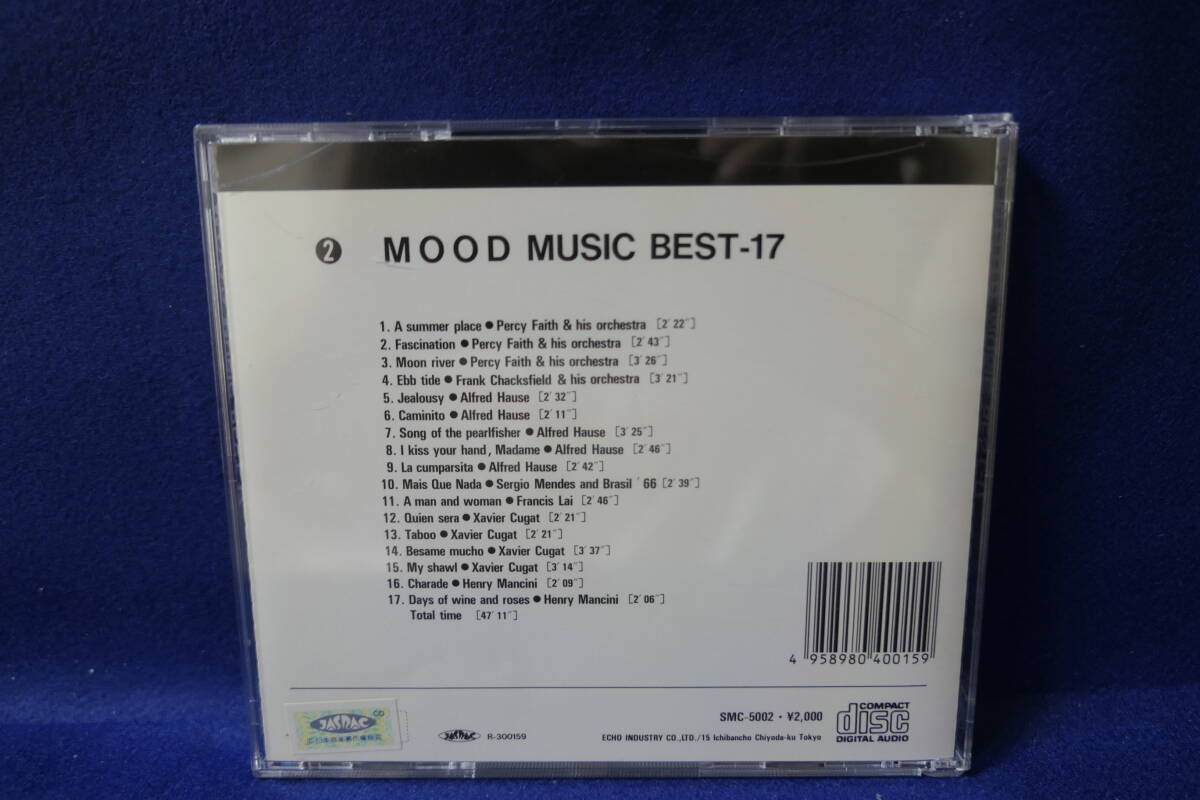 2 MOOD MUSIC BEST-17
1. A summer place ● Percy Faith & his orchestra [2′22″]
2. Fascination ● Percy Faith & his orchestra [2′43″]
3. Moon river ● Percy Faith & his orchestra [3′26″]
4. Ebb tide ● Frank Chacksfield & his orchestra [3′21″]
5. Jealousy ● Alfred Hause [2′32″]
6. Caminito ● Alfred Hause [2′11″]
7. Song of the pearlfisher ● Alfred Hause [3′25″]
8. I kiss your hand, Madame ● Alfred Hause [2′46″]
9. La cumparsita ● Alfred Hause [2′42″]
10. Mais Que Nada ● Sergio Mendes and Brasil ′66 [2′39″]
11. A man and woman ● Francis Lai [2′46″]
12. Quien sera ● Xavier Cugat [2′21″]
13. Taboo ● Xavier Cugat [2′21″]
14. Besame mucho ● Xavier Cugat [3′37″]
15. My shawl ● Xavier Cugat [3′14″]
16. Charade ● Henry Mancini [2′09″]
17. Days of wine and roses ● Henry Mancini [2′06″]
Total time [47′11″]
4 958980 400159
SMC-5002・¥2,000
COMPACT
disc
DIGITAL AUDIO
JASRAC
JASRAC R-300159
ECHO INDUSTRY CO.,LTD./15 Ichibancho Chiyoda-ku Tokyo